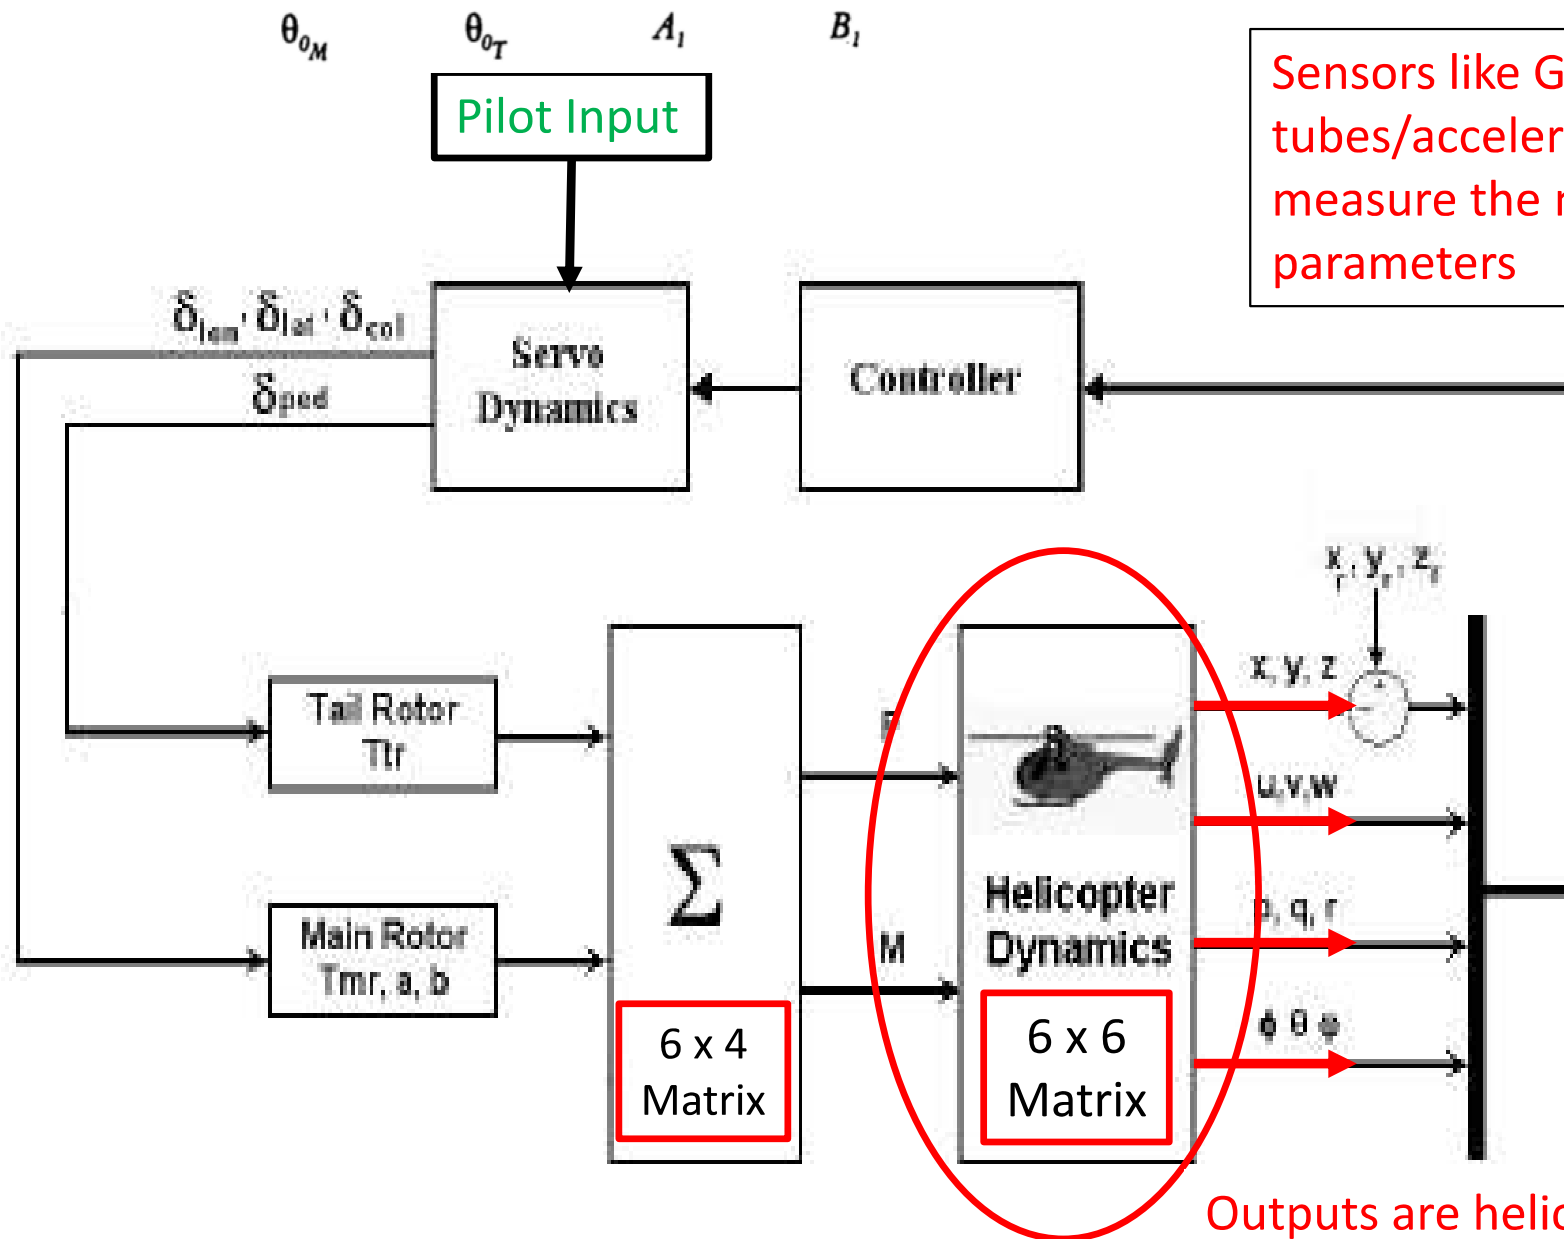 θ₀M θ₀T A₁ B₁
Pilot Input
Sensors like G
tubes/acceler
measure the r
parameters
δlon, δlat, δcol
δped
Servo
Dynamics
Controller
xr, yr, zr
x, y, z
u,v,w
p, q, r
ϕ θ φ
Tail Rotor
Ttr
Main Rotor
Tmr, a, b
Σ
F
M
6 x 4
Matrix
Helicopter
Dynamics
6 x 6
Matrix
Outputs are helic